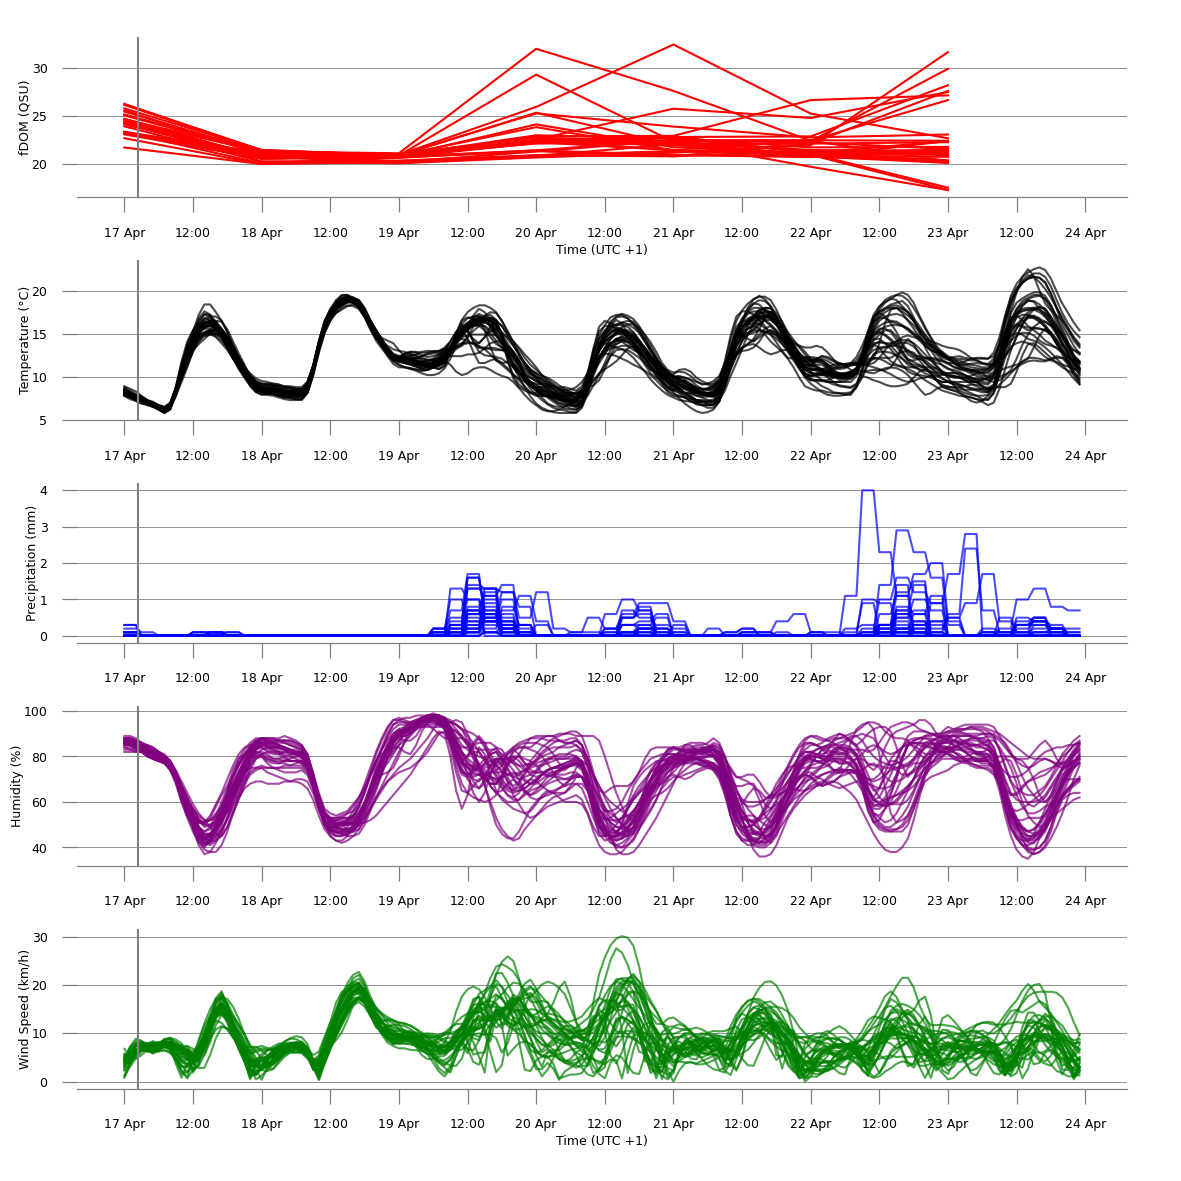 30
25
20
fDOM (QSU)
17 Apr 12:00 18 Apr 12:00 19 Apr 12:00 20 Apr 12:00 21 Apr 12:00 22 Apr 12:00 23 Apr 12:00 24 Apr
Time (UTC +1)
20
15
10
5
Temperature (°C)
17 Apr 12:00 18 Apr 12:00 19 Apr 12:00 20 Apr 12:00 21 Apr 12:00 22 Apr 12:00 23 Apr 12:00 24 Apr
4
3
2
1
0
Precipitation (mm)
17 Apr 12:00 18 Apr 12:00 19 Apr 12:00 20 Apr 12:00 21 Apr 12:00 22 Apr 12:00 23 Apr 12:00 24 Apr
100
80
60
40
Humidity (%)
17 Apr 12:00 18 Apr 12:00 19 Apr 12:00 20 Apr 12:00 21 Apr 12:00 22 Apr 12:00 23 Apr 12:00 24 Apr
30
20
10
0
Wind Speed (km/h)
17 Apr 12:00 18 Apr 12:00 19 Apr 12:00 20 Apr 12:00 21 Apr 12:00 22 Apr 12:00 23 Apr 12:00 24 Apr
Time (UTC +1)